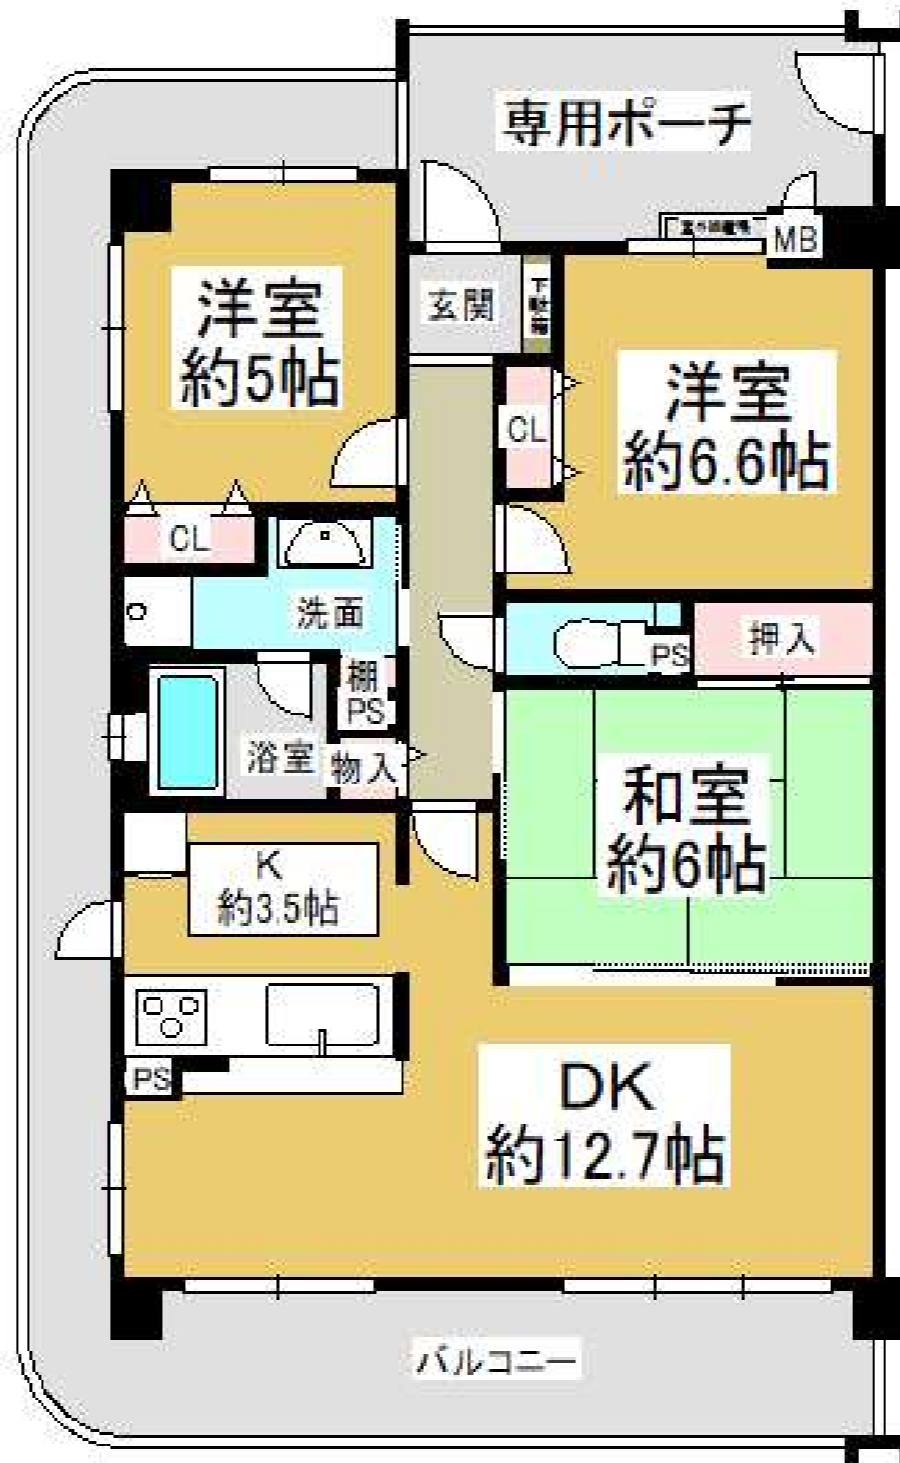 専用ポーチ
MB
玄関
下駄箱
洋室
約5帖
洋室
約6.6帖
CL
CL
洗面
PS
押入
棚
PS
浴室
物入
和室
約6帖
K
約3.5帖
PS
DK
約12.7帖
バルコニー